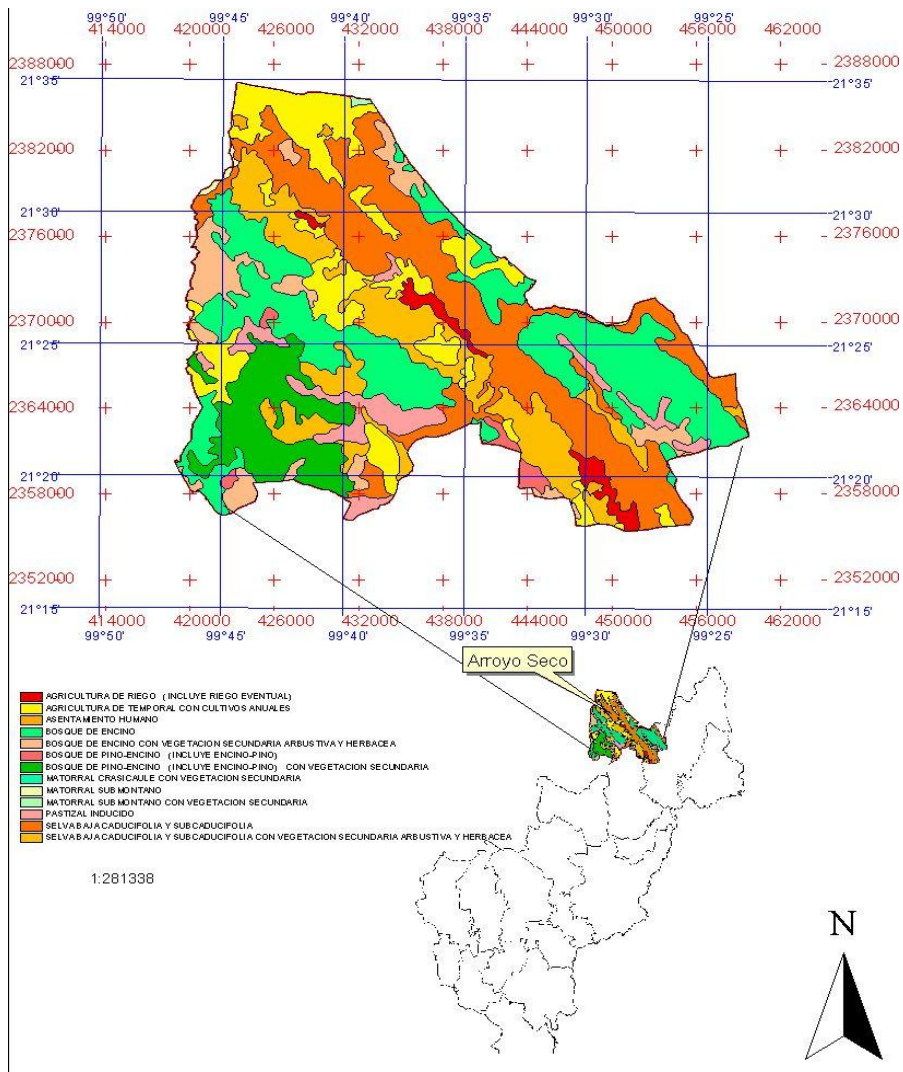 99°50' 99°45' 99°40' 99°35' 99°30' 99°25'
414000 420000 426000 432000 438000 444000 450000 456000 462000
2388000 2388000
21°35' 21°35'
2382000 2382000
21°30' 21°30'
2376000 2376000
2370000 2370000
21°25' 21°25'
2364000 2364000
21°20' 21°20'
2358000 2358000
2352000 2352000
21°15' 21°15'
414000 420000 426000 432000 438000 444000 450000 456000 462000
99°50' 99°45' 99°40' 99°35' 99°30' 99°25'
Arroyo Seco
AGRICULTURA DE RIEGO (INCLUYE RIEGO EVENTUAL)
AGRICULTURA DE TEMPORAL CON CULTIVOS ANUALES
ASENTAMIENTO HUMANO
BOSQUE DE ENCINO
BOSQUE DE ENCINO CON VEGETACION SECUNDARIA ARBUSTIVA Y HERBACEA
BOSQUE DE PINO-ENCINO (INCLUYE ENCINO-PINO)
BOSQUE DE PINO-ENCINO (INCLUYE ENCINO-PINO) CON VEGETACION SECUNDARIA
MATORRAL CRASICAULE CON VEGETACION SECUNDARIA
MATORRAL SUBMONTANO
MATORRAL SUBMONTANO CON VEGETACION SECUNDARIA
PASTIZAL INDUCIDO
SELVA BAJA CADUCIFOLIA Y SUBCADUCIFOLIA
SELVA BAJA CADUCIFOLIA Y SUBCADUCIFOLIA CON VEGETACION SECUNDARIA ARBUSTIVA Y HERBACEA
1:281338
N